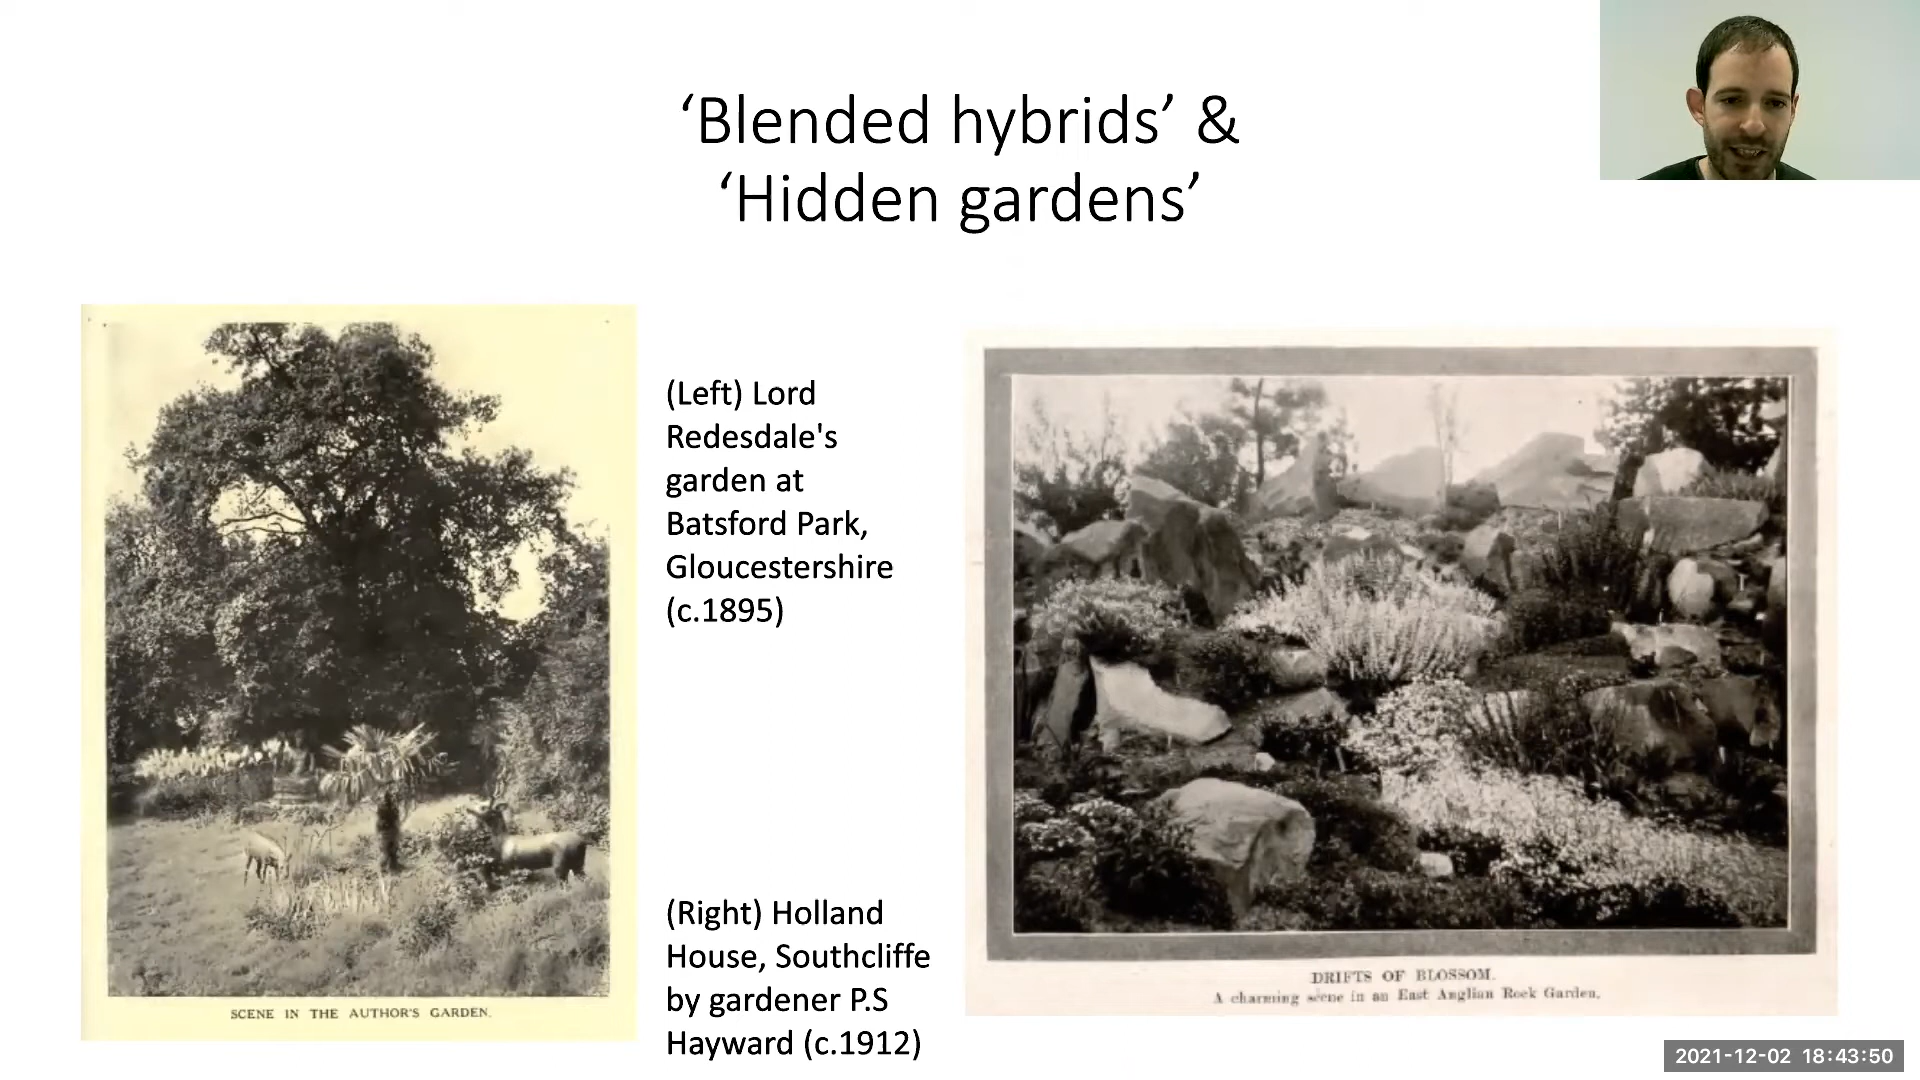 ‘Blended hybrids’ &
‘Hidden gardens’
(Left) Lord
Redesdale's
garden at
Batsford Park,
Gloucestershire
(c.1895)
(Right) Holland
House, Southcliffe
by gardener P.S
Hayward (c.1912)
SCENE IN THE AUTHOR'S GARDEN.
DRIFTS OF BLOSSOM.
A charming scene in an East Anglian Rock Garden.
2021-12-02 18:43:50